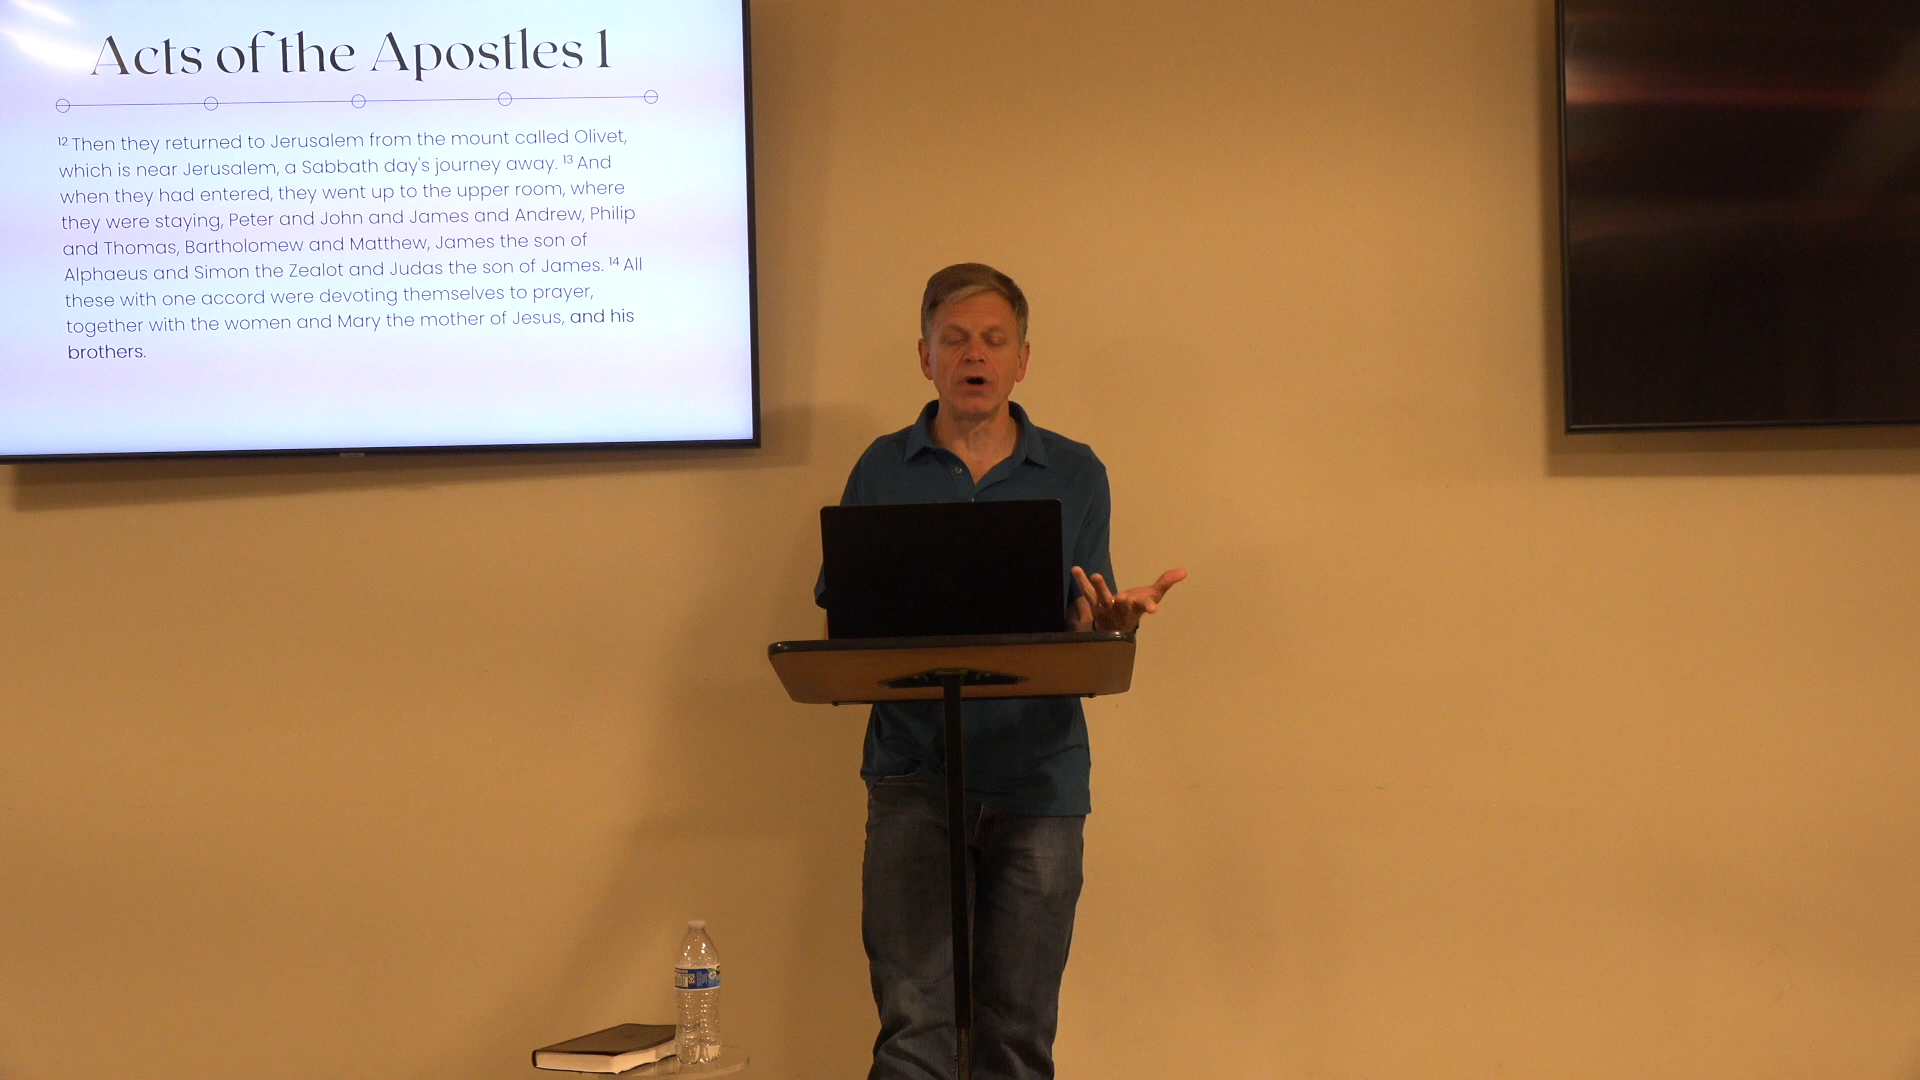 Acts of the Apostles 1
¹² Then they returned to Jerusalem from the mount called Olivet,
which is near Jerusalem, a Sabbath day's journey away. ¹³ And
when they had entered, they went up to the upper room, where
they were staying, Peter and John and James and Andrew, Philip
and Thomas, Bartholomew and Matthew, James the son of
Alphaeus and Simon the Zealot and Judas the son of James. ¹⁴ All
these with one accord were devoting themselves to prayer,
together with the women and Mary the mother of Jesus, and his
brothers.